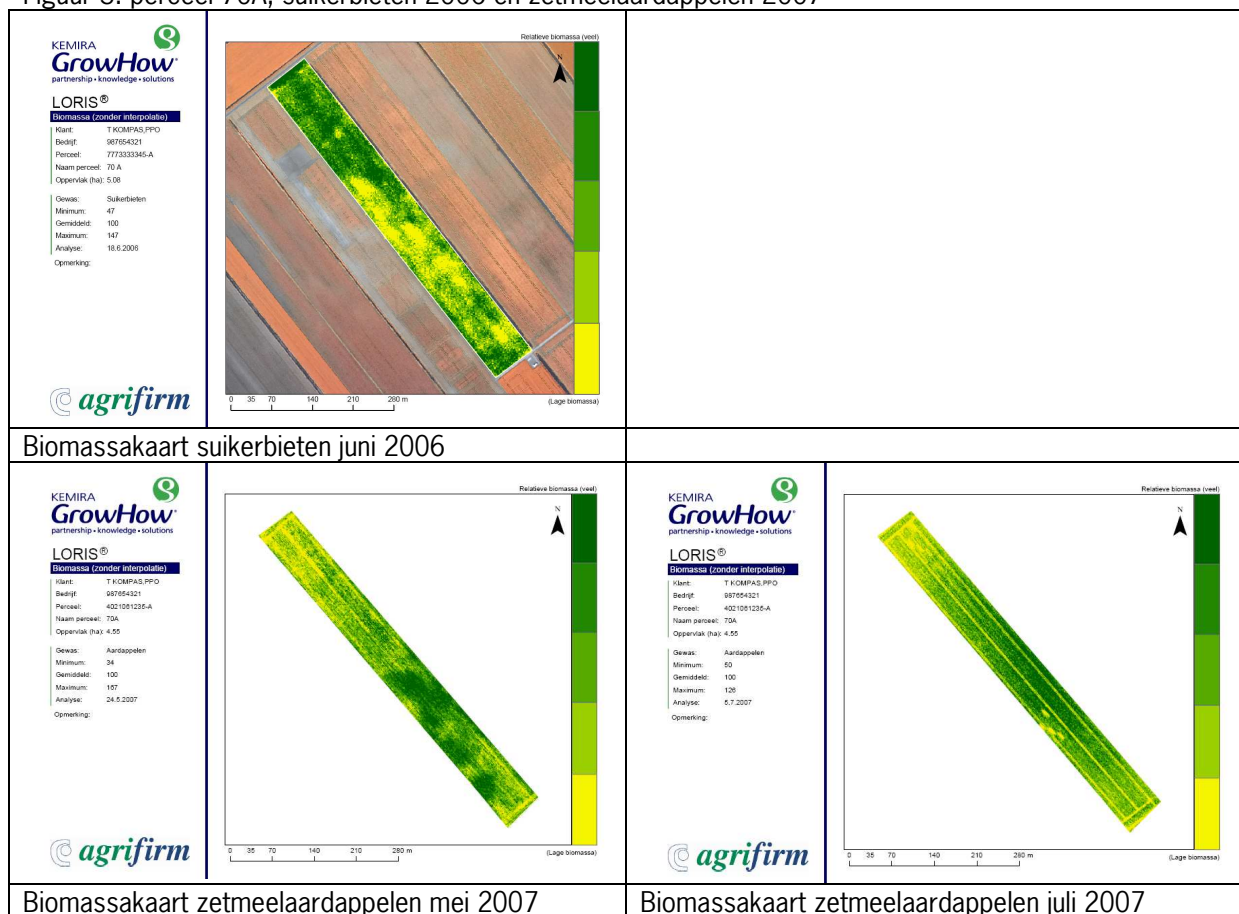 Figuur 3. perceel 70A, suikerbieten 2006 en zetmeelaardappelen 2007
KEMIRA
GrowHow
partnership • knowledge • solutions
LORIS®
Biomassa (zonder interpolatie)
Klant: T KOMPAS,PPO
Bedrijf: 987654321
Perceel: 7773333345-A
Naam perceel: 70 A
Oppervlak (ha): 5.08
Gewas: Suikerbieten
Minimum: 47
Gemiddeld: 100
Maximum: 147
Analyse: 18.6.2006
Opmerking:
agrifirm
Relatieve biomassa (veel)
N
0 35 70 140 210 280 m
(Lage biomassa)
Biomassakaart suikerbieten juni 2006
KEMIRA
GrowHow
partnership • knowledge • solutions
LORIS®
Biomassa (zonder interpolatie)
Klant: T KOMPAS,PPO
Bedrijf: 987654321
Perceel: 4021061235-A
Naam perceel: 70A
Oppervlak (ha): 4.55
Gewas: Aardappelen
Minimum: 34
Gemiddeld: 100
Maximum: 167
Analyse: 24.5.2007
Opmerking:
agrifirm
Relatieve biomassa (veel)
N
0 35 70 140 210 280 m
(Lage biomassa)
Biomassakaart zetmeelaardappelen mei 2007
KEMIRA
GrowHow
partnership • knowledge • solutions
LORIS®
Biomassa (zonder interpolatie)
Klant: T KOMPAS,PPO
Bedrijf: 987654321
Perceel: 4021061235-A
Naam perceel: 70A
Oppervlak (ha): 4.55
Gewas: Aardappelen
Minimum: 50
Gemiddeld: 100
Maximum: 126
Analyse: 5.7.2007
Opmerking:
agrifirm
Relatieve biomassa (veel)
N
0 35 70 140 210 280 m
(Lage biomassa)
Biomassakaart zetmeelaardappelen juli 2007